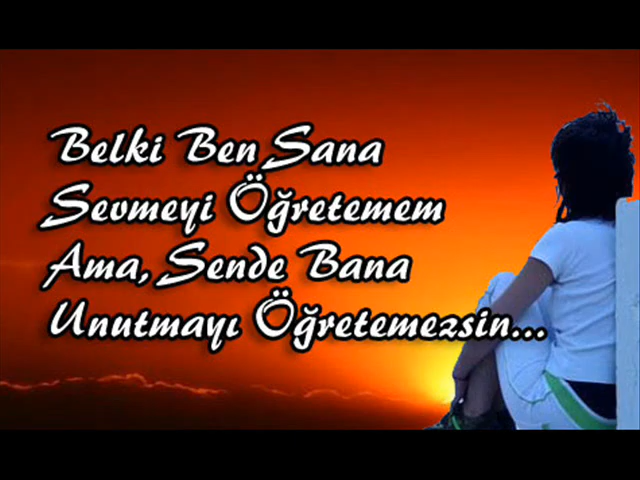 Belki Ben Sana
Sevmeyi Öğretemem
Ama, Sende Bana
Unutmayı Öğretemezsin...